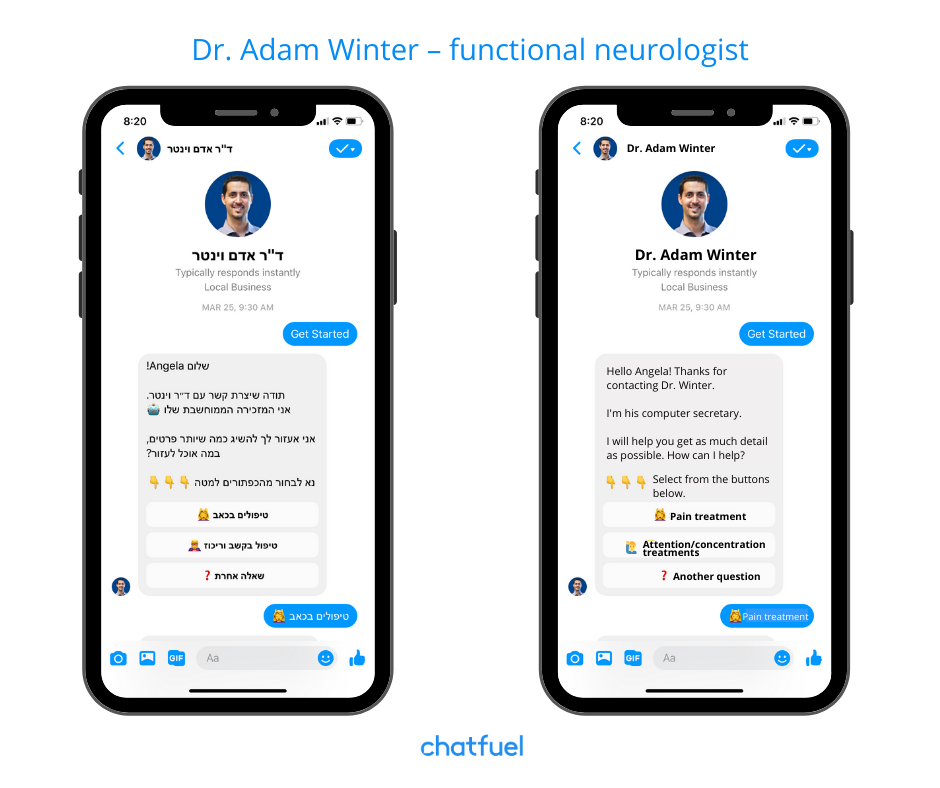 Dr. Adam Winter – functional neurologist
8:20
ד"ר אדם וינטר
ד"ר אדם וינטר
Typically responds instantly
Local Business
MAR 25, 9:30 AM
Get Started
שלום Angela!
תודה שיצרת קשר עם ד"ר וינטר.
אני המזכירה הממוחשבת שלו 🤖
אני אעזור לך להשיג כמה שיותר פרטים,
במה אוכל לעזור?
נא לבחור מהכפתורים למטה 👇 👇 👇
טיפולים בכאב
טיפול בקשב וריכוז
שאלה אחרת ❓
טיפולים בכאב
GIF
Aa
8:20
Dr. Adam Winter
Dr. Adam Winter
Typically responds instantly
Local Business
MAR 25, 9:30 AM
Get Started
Hello Angela! Thanks for
contacting Dr. Winter.
I'm his computer secretary.
I will help you get as much detail
as possible. How can I help?
👇 👇 👇 Select from the buttons
below.
Pain treatment
Attention/concentration
treatments
❓ Another question
Pain treatment
GIF
Aa
chatfuel